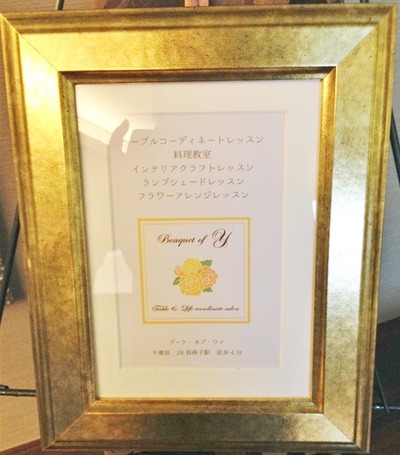 ーブルコーディネートレッスン
料理教室
インテリアクラフトレッスン
ランプシェードレッスン
フラワーアレンジレッスン
Bouquet of Y
Table & Life coordinate salon
ブーケ・オブ・ワイ
千葉県 JR我孫子駅 徒歩4分